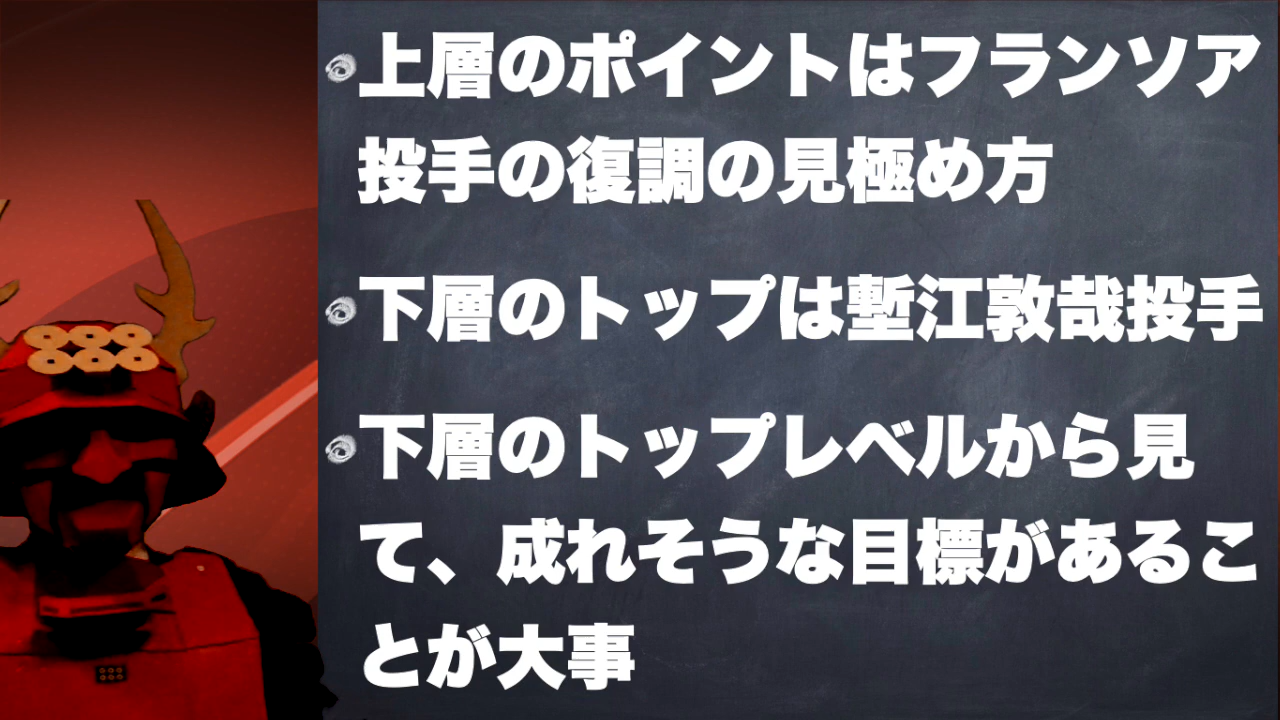 上層のポイントはフランソア
投手の復調の見極め方
下層のトップは塹江敦哉投手
下層のトップレベルから見
て、成れそうな目標があるこ
とが大事